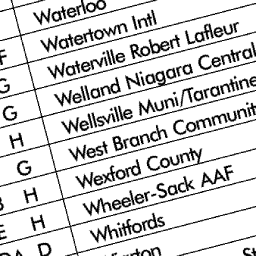 Waterloo
F Watertown Intl
G Waterville Robert Lafleur
G Welland Niagara Central
H Wellsville Muni/Tarantine
G West Branch Communit
H Wexford County
H Wheeler-Sack AAF
D Whitfords